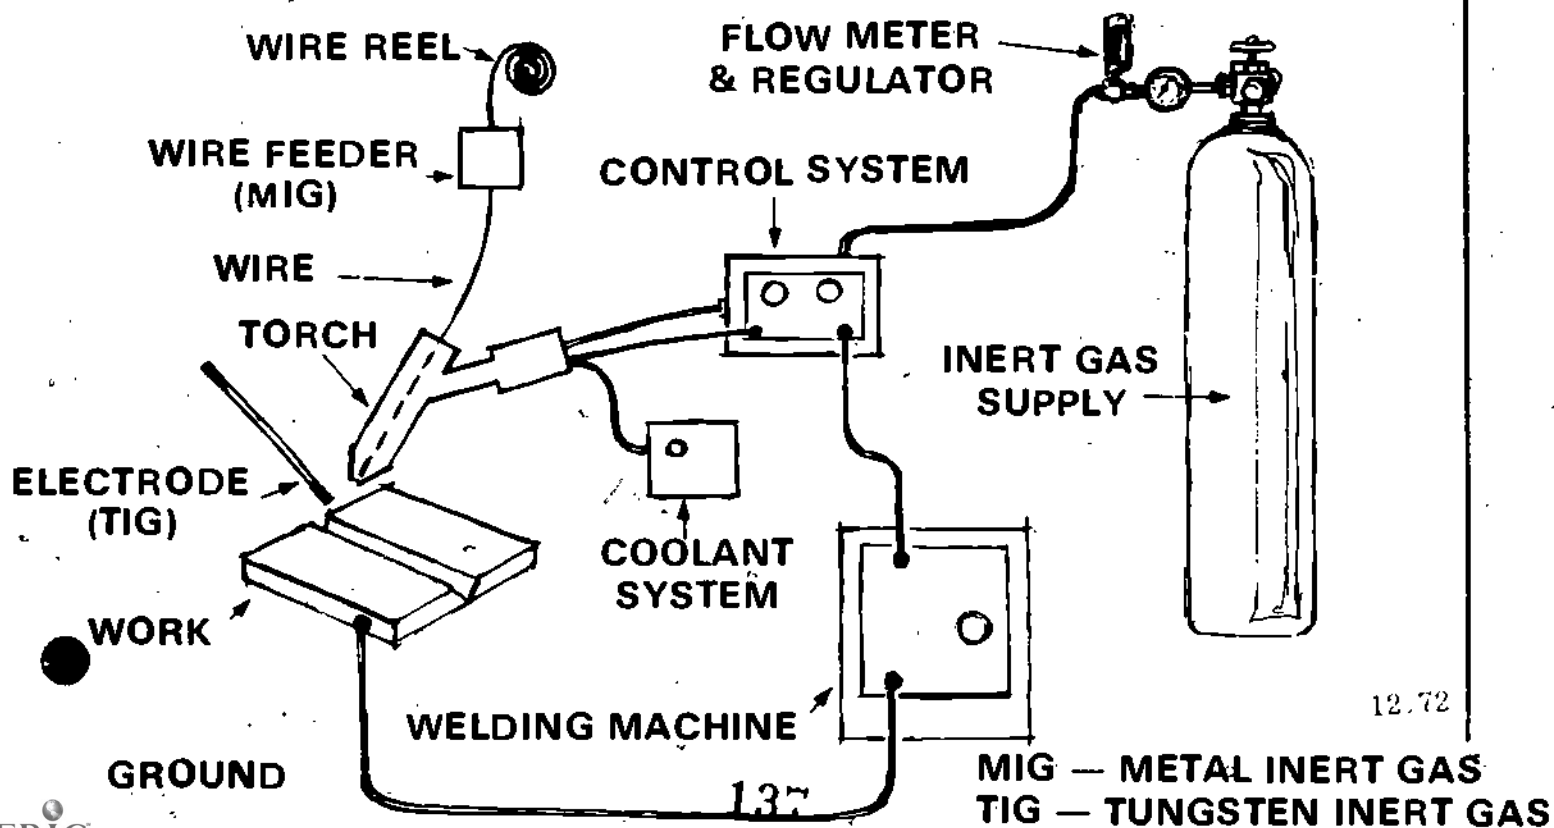 WIRE REEL
FLOW METER
& REGULATOR
WIRE FEEDER
(MIG)
CONTROL SYSTEM
WIRE
TORCH
INERT GAS
SUPPLY
ELECTRODE
(TIG)
COOLANT
SYSTEM
WORK
12.72
WELDING MACHINE
GROUND
137
MIG — METAL INERT GAS
TIG — TUNGSTEN INERT GAS